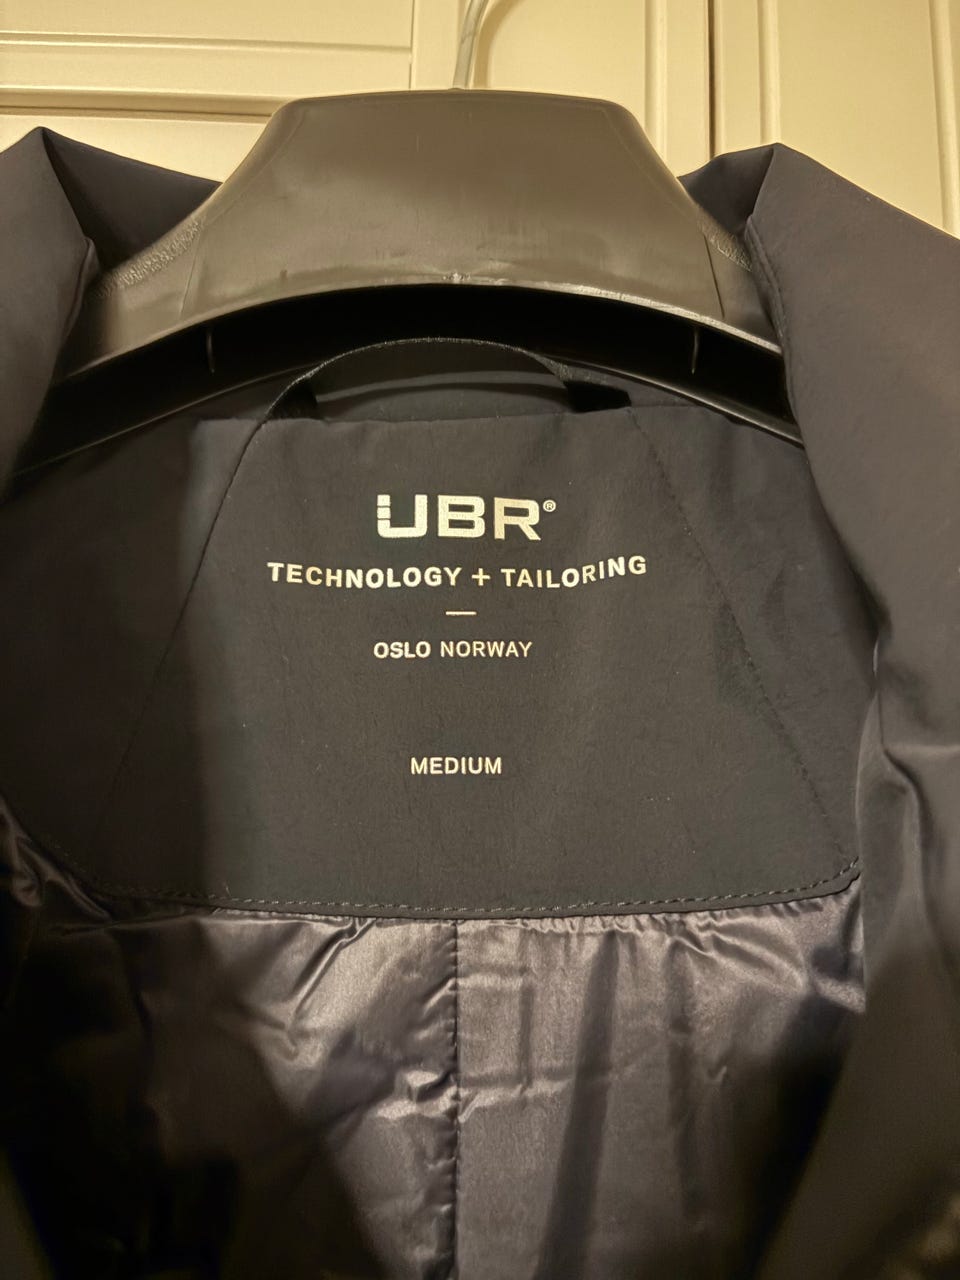 UBR®
TECHNOLOGY + TAILORING
—
OSLO NORWAY
MEDIUM